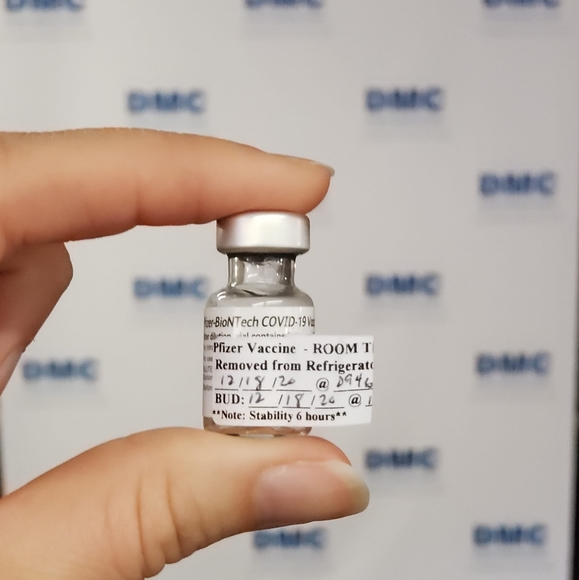 DMC
DMC
DMC
DMC
DMC
DMC
DMC
DMC
DMC
DMC
zer-BioNTech COVID-19 Va
Pfizer Vaccine - ROOM T
Removed from Refrigerato
12/18/20 @
BUD: 12/18/20 @
**Note: Stability 6 hours**